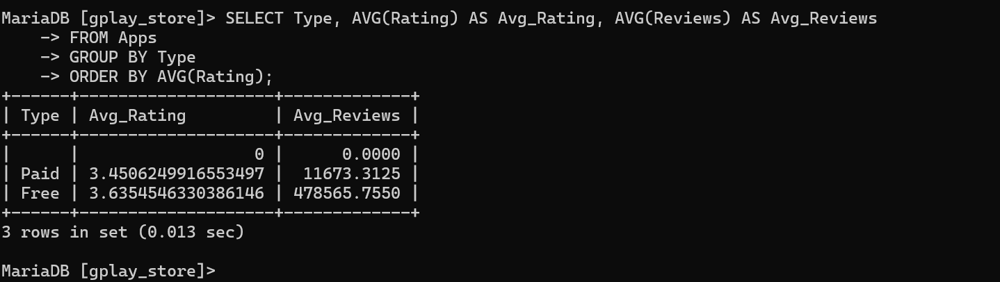 MariaDB [gplay_store]> SELECT Type, AVG(Rating) AS Avg_Rating, AVG(Reviews) AS Avg_Reviews
    -> FROM Apps
    -> GROUP BY Type
    -> ORDER BY AVG(Rating);
+------+--------------------+-------------+
| Type | Avg_Rating         | Avg_Reviews |
+------+--------------------+-------------+
|      |                  0 |      0.0000 |
| Paid | 3.4506249916553497 |  11673.3125 |
| Free | 3.6354546330386146 | 478565.7550 |
+------+--------------------+-------------+
3 rows in set (0.013 sec)
MariaDB [gplay_store]>